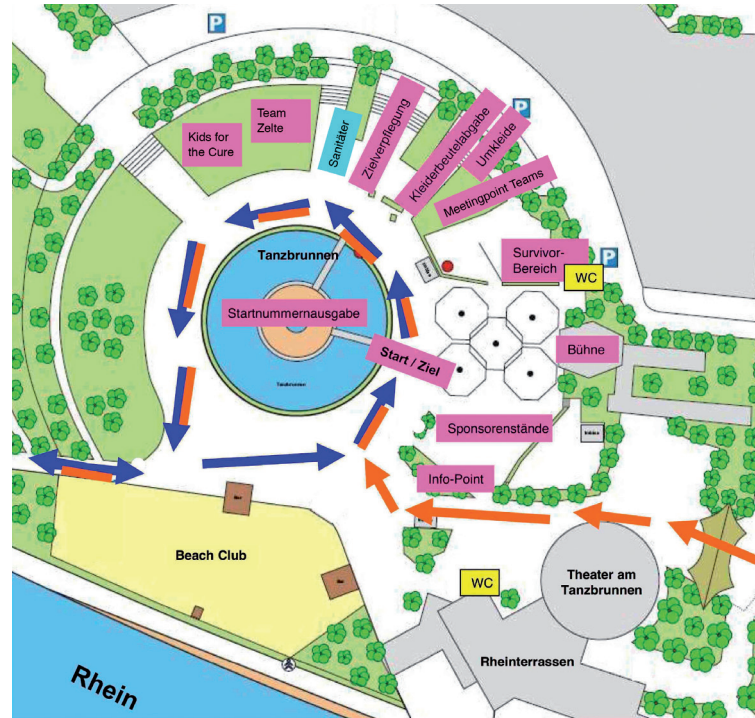 P
P
Kids for
the Cure
Team
Zelte
Sanitäter
Zielverpflegung
Kleiderbeutelabgabe
Umkleide
Meetingpoint Teams
Survivor-
Bereich
P
WC
Tanzbrunnen
Startnummernausgabe
Start / Ziel
Tanzbrunnen
Bühne
Sponsorenstände
Info-Point
Beach Club
WC
Theater am
Tanzbrunnen
Rheinterrassen
Rhein